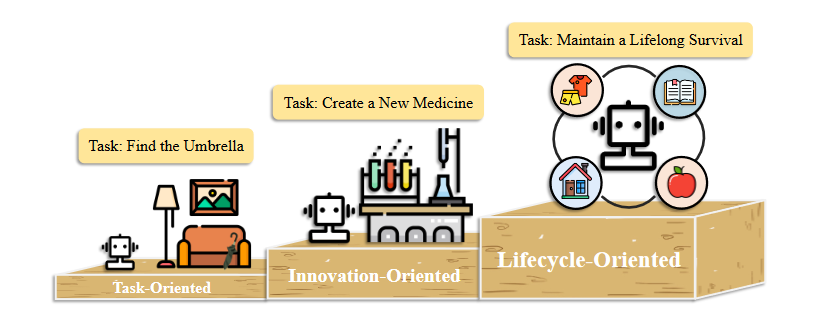 Task: Maintain a Lifelong Survival
Task: Create a New Medicine
Task: Find the Umbrella
Lifecycle-Oriented
Innovation-Oriented
Task-Oriented